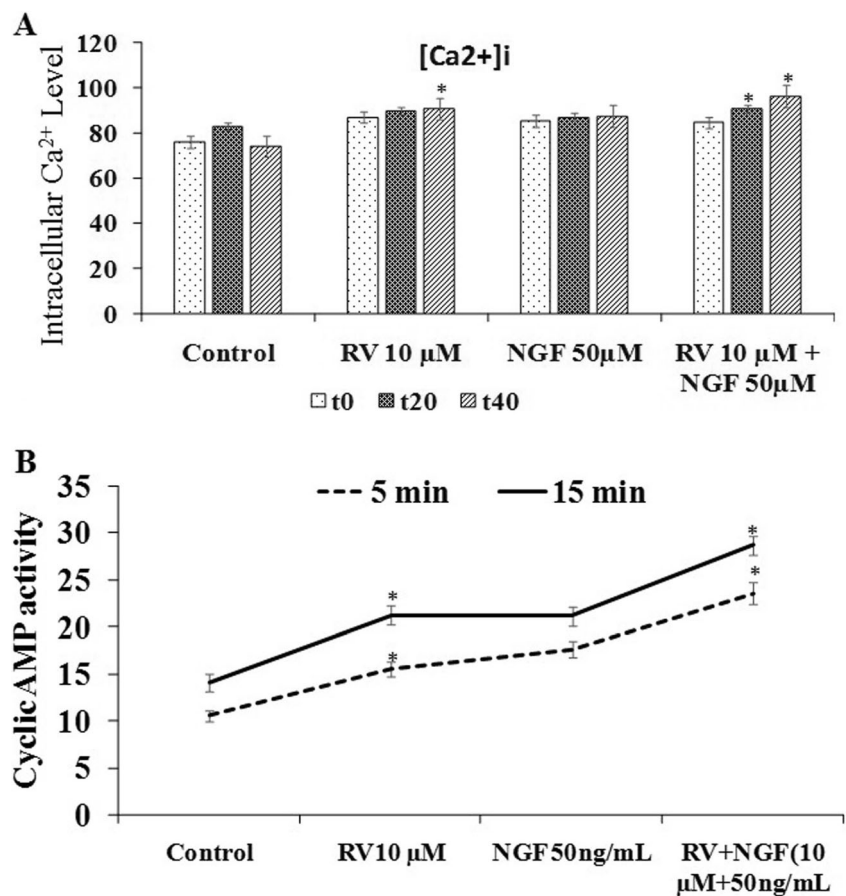 A
[Ca2+]i
Intracellular Ca²⁺ Level
120
100
80
60
40
20
0
* * *
Control RV 10 µM NGF 50µM RV 10 µM +
NGF 50µM
t0 t20 t40
B
5 min 15 min
Cyclic AMP activity
35
30
25
20
15
10
5
0
* * * *
Control RV10 µM NGF50ng/mL RV+NGF(10
µM+50ng/mL